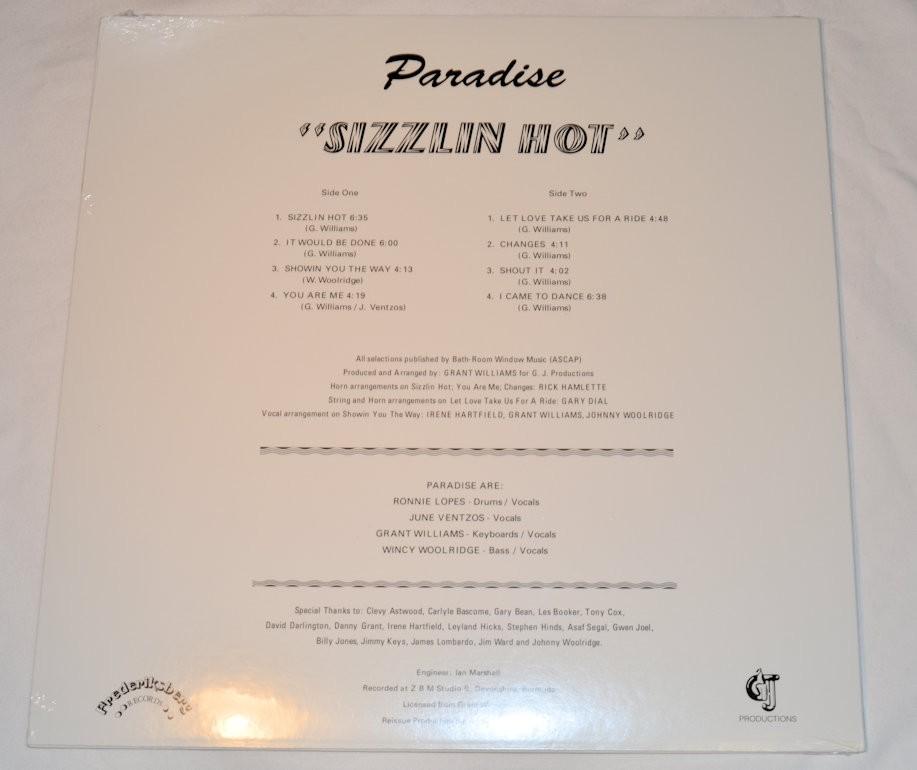 Paradise
"SIZZLIN HOT"
Side One
1. SIZZLIN HOT 6:35
(G. Williams)
2. IT WOULD BE DONE 6:00
(G. Williams)
3. SHOWIN YOU THE WAY 4:13
(W. Woolridge)
4. YOU ARE ME 4:19
(G. Williams / J. Ventzos)
Side Two
1. LET LOVE TAKE US FOR A RIDE 4:48
(G. Williams)
2. CHANGES 4:11
(G. Williams)
3. SHOUT IT 4:02
(G. Williams)
4. I CAME TO DANCE 6:38
(G. Williams)
All selections published by Bath-Room Window Music (ASCAP)
Produced and Arranged by: GRANT WILLIAMS for G. J. Productions
Horn arrangements on Sizzlin Hot; You Are Me; Changes: RICK HAMLETTE
String and Horn arrangements on Let Love Take Us For A Ride: GARY DIAL
Vocal arrangement on Showin You The Way: IRENE HARTFIELD, GRANT WILLIAMS, JOHNNY WOOLRIDGE
PARADISE ARE:
RONNIE LOPES - Drums / Vocals
JUNE VENTZOS - Vocals
GRANT WILLIAMS - Keyboards / Vocals
WINCY WOOLRIDGE - Bass / Vocals
Special Thanks to: Clevy Astwood, Carlyle Bascome, Gary Bean, Les Booker, Tony Cox,
David Darlington, Danny Grant, Irene Hartfield, Leyland Hicks, Stephen Hinds, Asaf Segal, Gwen Joel,
Billy Jones, Jimmy Keys, James Lombardo, Jim Ward and Johnny Woolridge.
Engineer: Ian Marshall
Recorded at Z B M Studio S, Devonshire, Bermuda
Licensed from Grant
Reissue
Frederiksberg
RECORDS
GJ
PRODUCTIONS